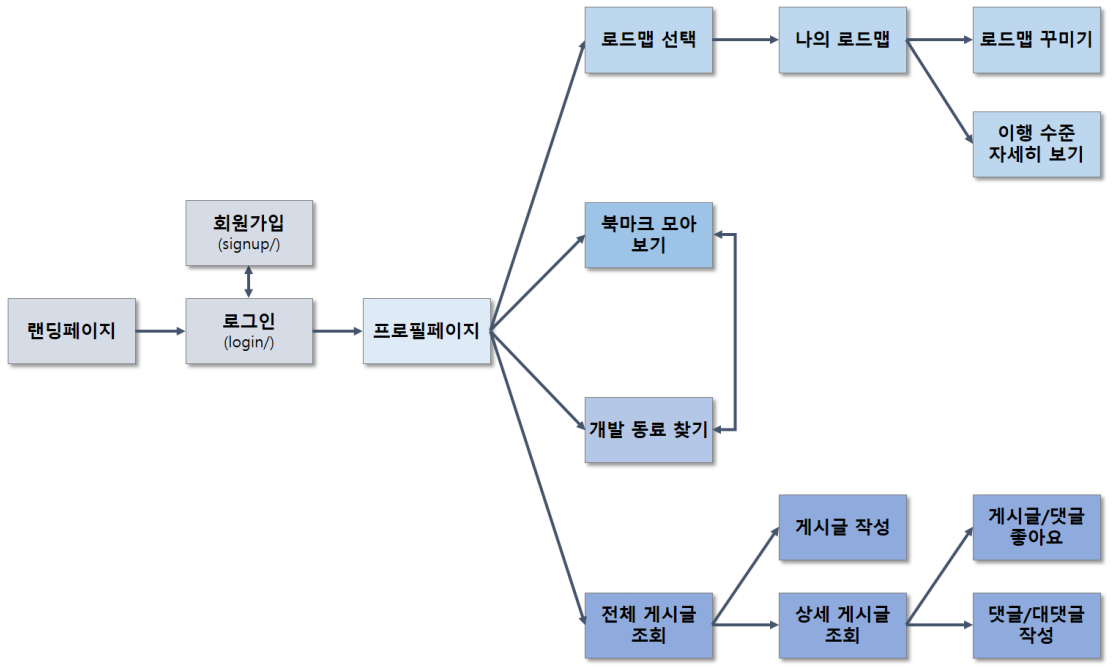 로드맵 선택
나의 로드맵
로드맵 꾸미기
이행 수준
자세히 보기
회원가입
(signup/)
북마크 모아
보기
랜딩페이지
로그인
(login/)
프로필페이지
개발 동료 찾기
게시글 작성
게시글/댓글
좋아요
전체 게시글
조회
상세 게시글
조회
댓글/대댓글
작성